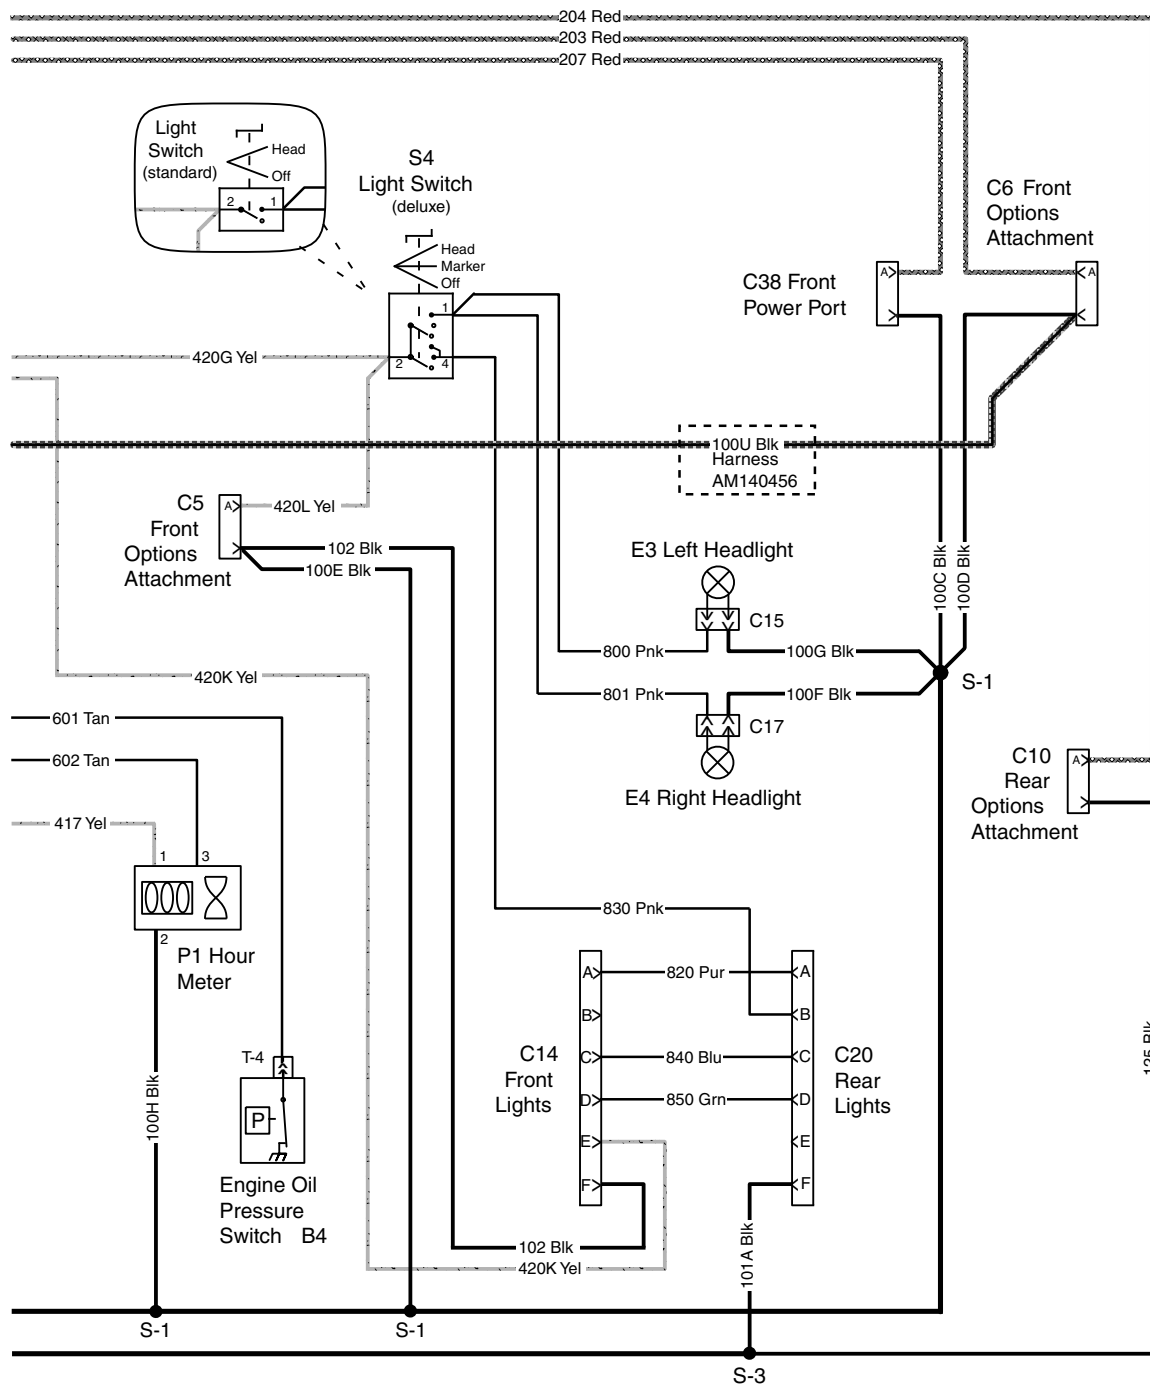 204 Red
203 Red
207 Red
Light
Switch
(standard)
Head
Off
2
1
S4
Light Switch
(deluxe)
Head
Marker
Off
1
2
4
C6 Front
Options
Attachment
C38 Front
Power Port
A
A
420G Yel
100U Blk
Harness
AM140456
C5
Front
Options
Attachment
A
420L Yel
102 Blk
100E Blk
E3 Left Headlight
C15
100C Blk
100D Blk
800 Pnk
100G Blk
S-1
420K Yel
801 Pnk
100F Blk
C17
E4 Right Headlight
601 Tan
602 Tan
417 Yel
1
3
2
P1 Hour
Meter
C10
Rear
Options
Attachment
A
830 Pnk
A
820 Pur
A
B
B
C14
Front
Lights
C
840 Blu
C
C20
Rear
Lights
D
850 Grn
D
E
E
F
F
T-4
P
100H Blk
Engine Oil
Pressure
Switch B4
125 Blk
102 Blk
420K Yel
101A Blk
S-1
S-1
S-3